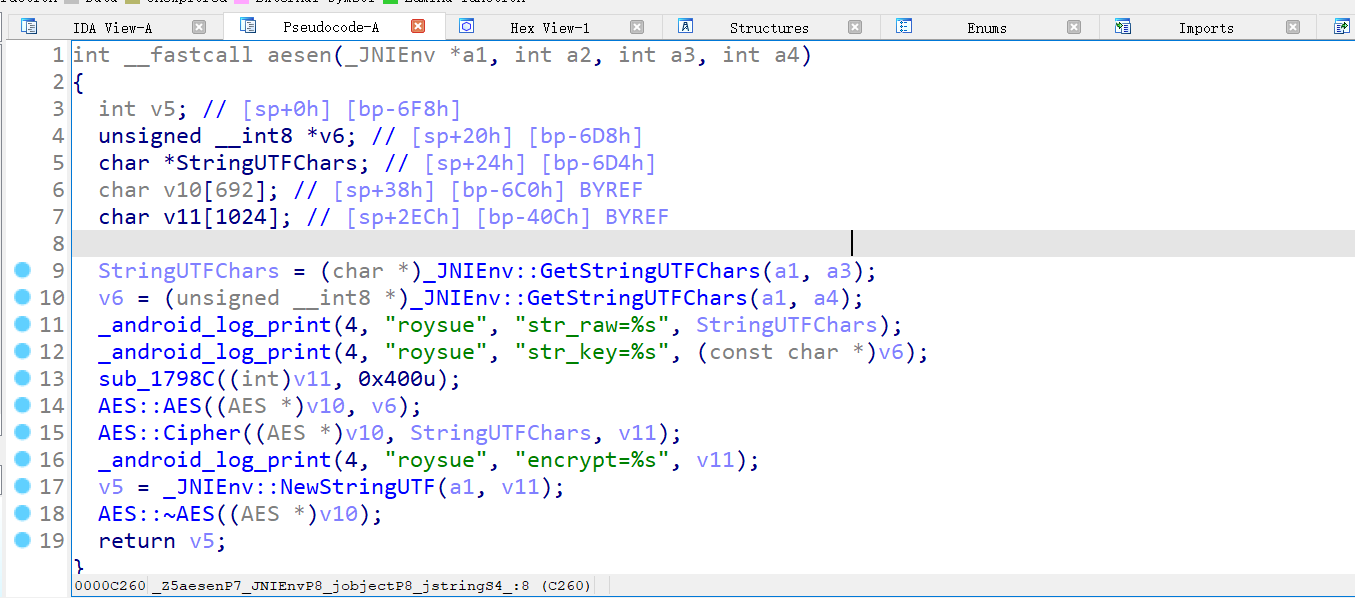 IDA View-A Pseudocode-A Hex View-1 Structures Enums Imports
1 int __fastcall aesen(_JNIEnv *a1, int a2, int a3, int a4)
2 {
3 int v5; // [sp+0h] [bp-6F8h]
4 unsigned __int8 *v6; // [sp+20h] [bp-6D8h]
5 char *StringUTFChars; // [sp+24h] [bp-6D4h]
6 char v10[692]; // [sp+38h] [bp-6C0h] BYREF
7 char v11[1024]; // [sp+2ECh] [bp-40Ch] BYREF
8
9 StringUTFChars = (char *)_JNIEnv::GetStringUTFChars(a1, a3);
10 v6 = (unsigned __int8 *)_JNIEnv::GetStringUTFChars(a1, a4);
11 _android_log_print(4, "roysue", "str_raw=%s", StringUTFChars);
12 _android_log_print(4, "roysue", "str_key=%s", (const char *)v6);
13 sub_1798C((int)v11, 0x400u);
14 AES::AES((AES *)v10, v6);
15 AES::Cipher((AES *)v10, StringUTFChars, v11);
16 _android_log_print(4, "roysue", "encrypt=%s", v11);
17 v5 = _JNIEnv::NewStringUTF(a1, v11);
18 AES::~AES((AES *)v10);
19 return v5;
}
0000C260 _Z5aesenP7_JNIEnvP8_jobjectP8_jstringS4_:8 (C260)